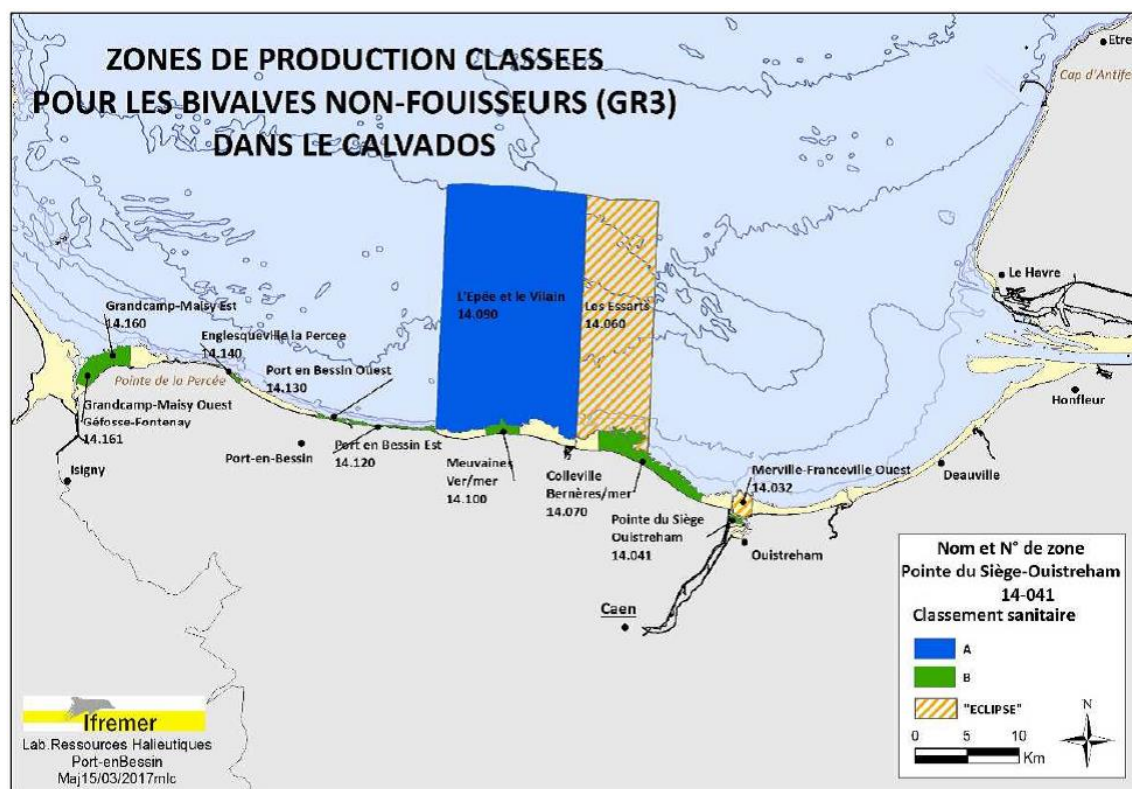 ZONES DE PRODUCTION CLASSEES
POUR LES BIVALVES NON-FOUISSEURS (GR3)
DANS LE CALVADOS
Etre
Cap d'Antife
Le Havre
Honfleur
Deauville
L'Epée et le Vilain
14.090
Les Essarts
14.060
Grandcamp-Maisy Est
14.160
Englesqueville la Percee
14.140
Port en Bessin Ouest
14.130
Pointe de la Percée
Grandcamp-Maisy Ouest
Géfosse-Fontenay
14.161
Isigny
Port-en-Bessin
Port en Bessin Est
14.120
Meuvaines
Ver/mer
14.100
Colleville
Bernères/mer
14.070
Merville-Franceville Ouest
14.032
Pointe du Siège
Ouistreham
14.041
Ouistreham
Caen
Nom et N° de zone
Pointe du Siège-Ouistreham
14-041
Classement sanitaire
A
B
"ECLIPSE"
N
0 5 10
Km
Ifremer
Lab.Ressources Halieutiques
Port-enBessin
Maj15/03/2017mlc